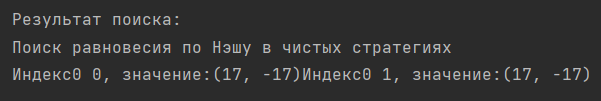 Результат поиска:
Поиск равновесия по Нэшу в чистых стратегиях
Индекс0 0, значение:(17, -17)Индекс0 1, значение:(17, -17)